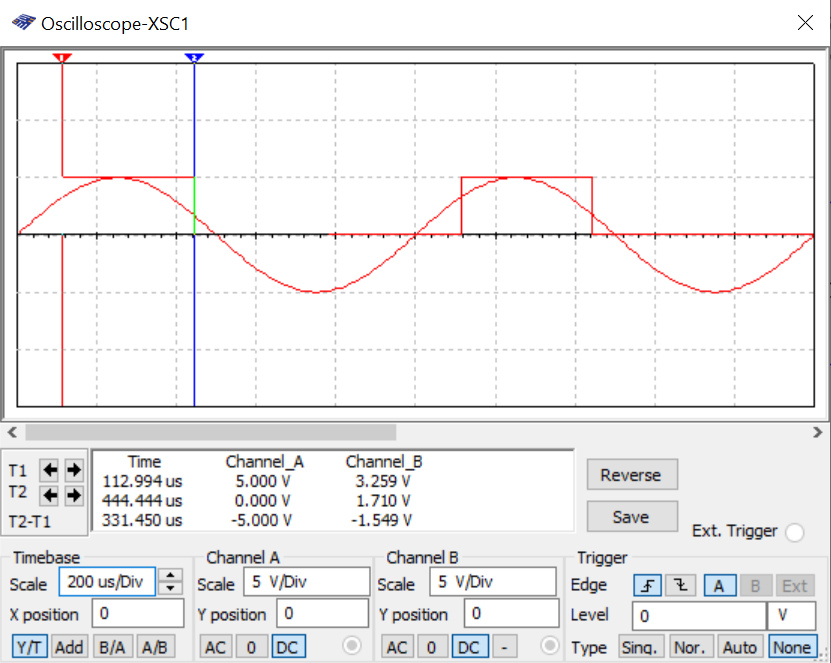 Oscilloscope-XSC1
1 2
T1
T2
T2-T1
Time Channel_A Channel_B
112.994 us 5.000 V 3.259 V
444.444 us 0.000 V 1.710 V
331.450 us -5.000 V -1.549 V
Reverse
Save
Ext. Trigger
Timebase
Scale 200 us/Div
X position 0
Y/T Add B/A A/B
Channel A
Scale 5 V/Div
Y position 0
AC 0 DC
Channel B
Scale 5 V/Div
Y position 0
AC 0 DC -
Trigger
Edge A B Ext
Level 0 V
Type Sing. Nor. Auto None